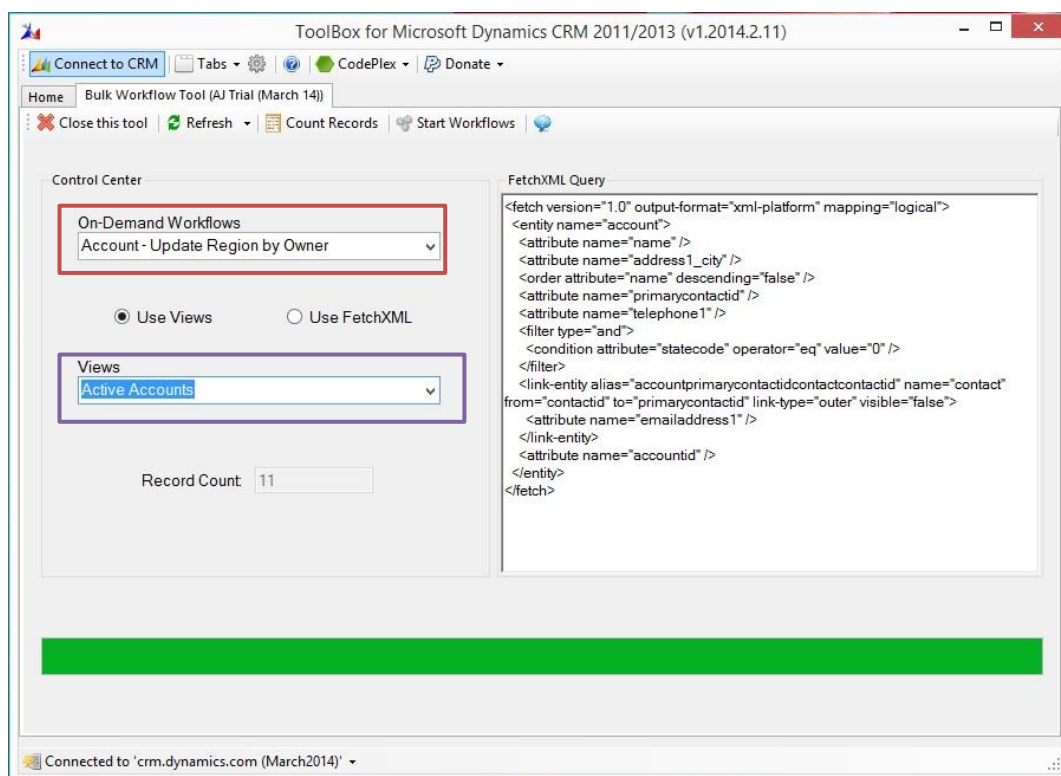 ToolBox for Microsoft Dynamics CRM 2011/2013 (v1.2014.2.11)
Connect to CRM Tabs CodePlex Donate
Home Bulk Workflow Tool (AJ Trial (March 14))
Close this tool Refresh Count Records Start Workflows
Control Center
On-Demand Workflows
Account - Update Region by Owner
Use Views Use FetchXML
Views
Active Accounts
Record Count 11
FetchXML Query
<fetch version="1.0" output-format="xml-platform" mapping="logical">
<entity name="account">
<attribute name="name" />
<attribute name="address1_city" />
<order attribute="name" descending="false" />
<attribute name="primarycontactid" />
<attribute name="telephone1" />
<filter type="and">
<condition attribute="statecode" operator="eq" value="0" />
</filter>
<link-entity alias="accountprimarycontactidcontactcontactid" name="contact"
from="contactid" to="primarycontactid" link-type="outer" visible="false">
<attribute name="emailaddress1" />
</link-entity>
<attribute name="accountid" />
</entity>
</fetch>
Connected to 'crm.dynamics.com (March2014)'